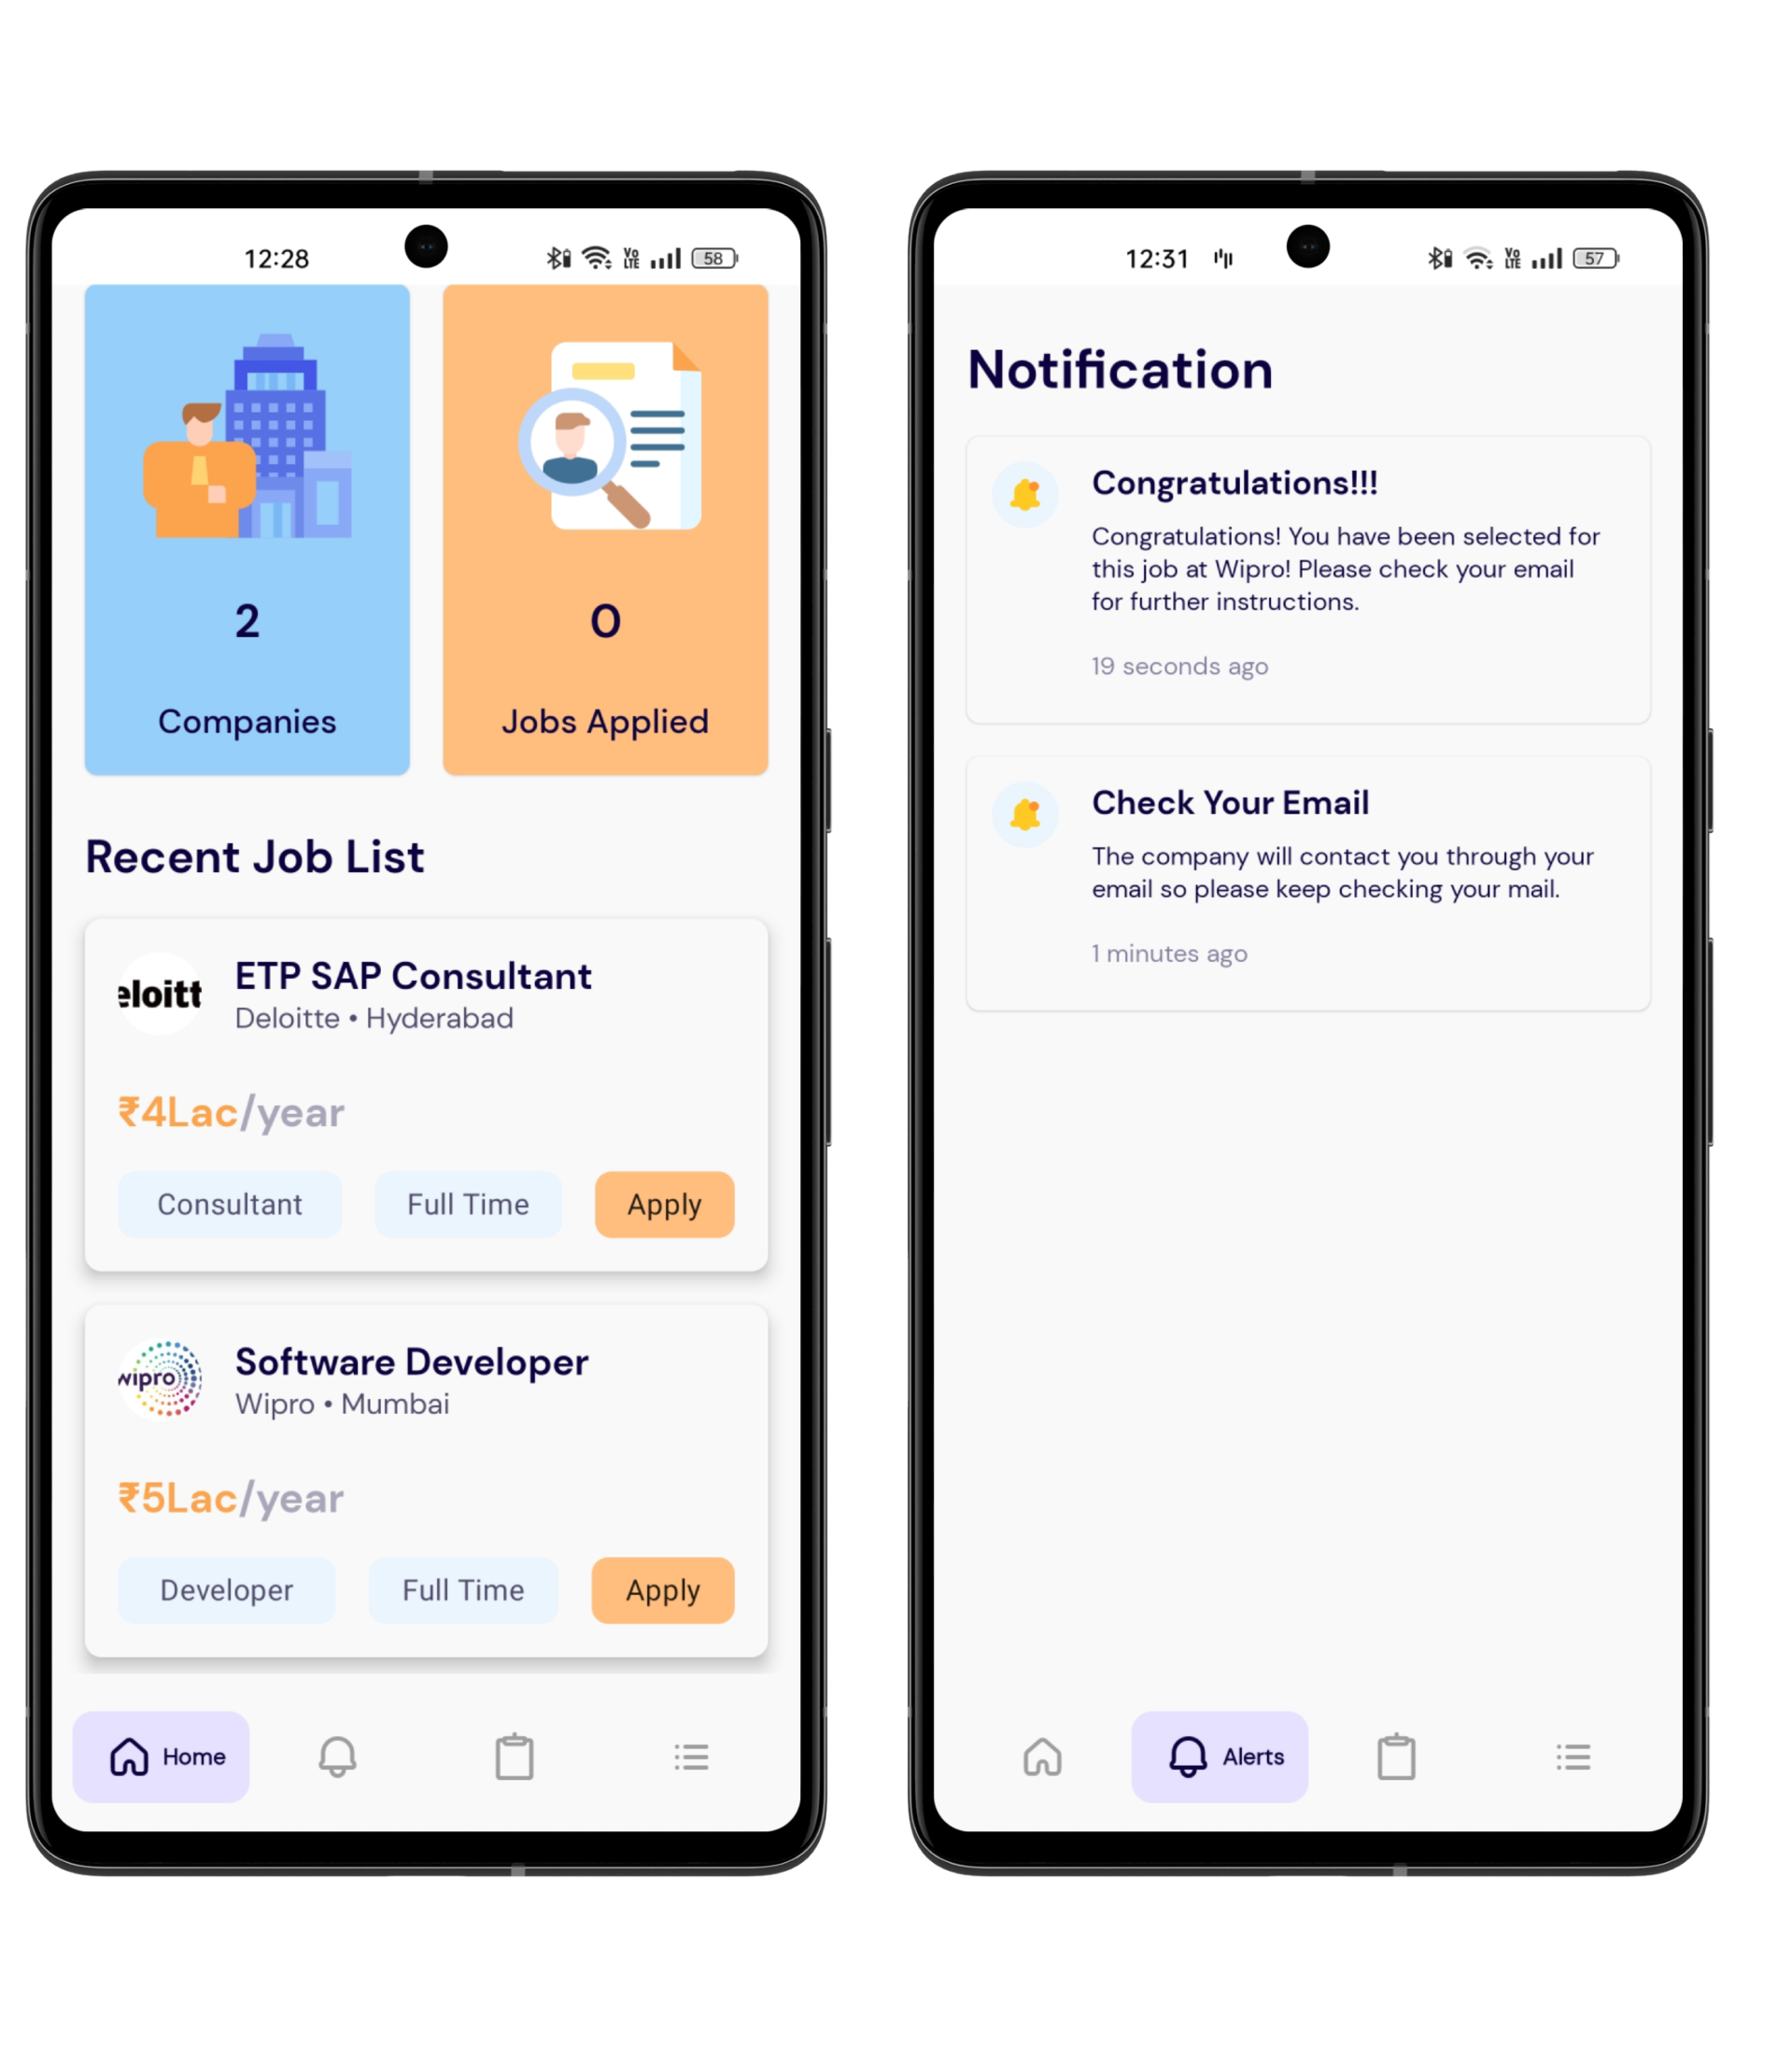 12:28
Vo
LTE
58
2
Companies
0
Jobs Applied
Recent Job List
eloitt
ETP SAP Consultant
Deloitte • Hyderabad
₹4Lac/year
Consultant
Full Time
Apply
wipro
Software Developer
Wipro • Mumbai
₹5Lac/year
Developer
Full Time
Apply
Home
12:31
Vo
LTE
57
Notification
Congratulations!!!
Congratulations! You have been selected for
this job at Wipro! Please check your email
for further instructions.
19 seconds ago
Check Your Email
The company will contact you through your
email so please keep checking your mail.
1 minutes ago
Alerts